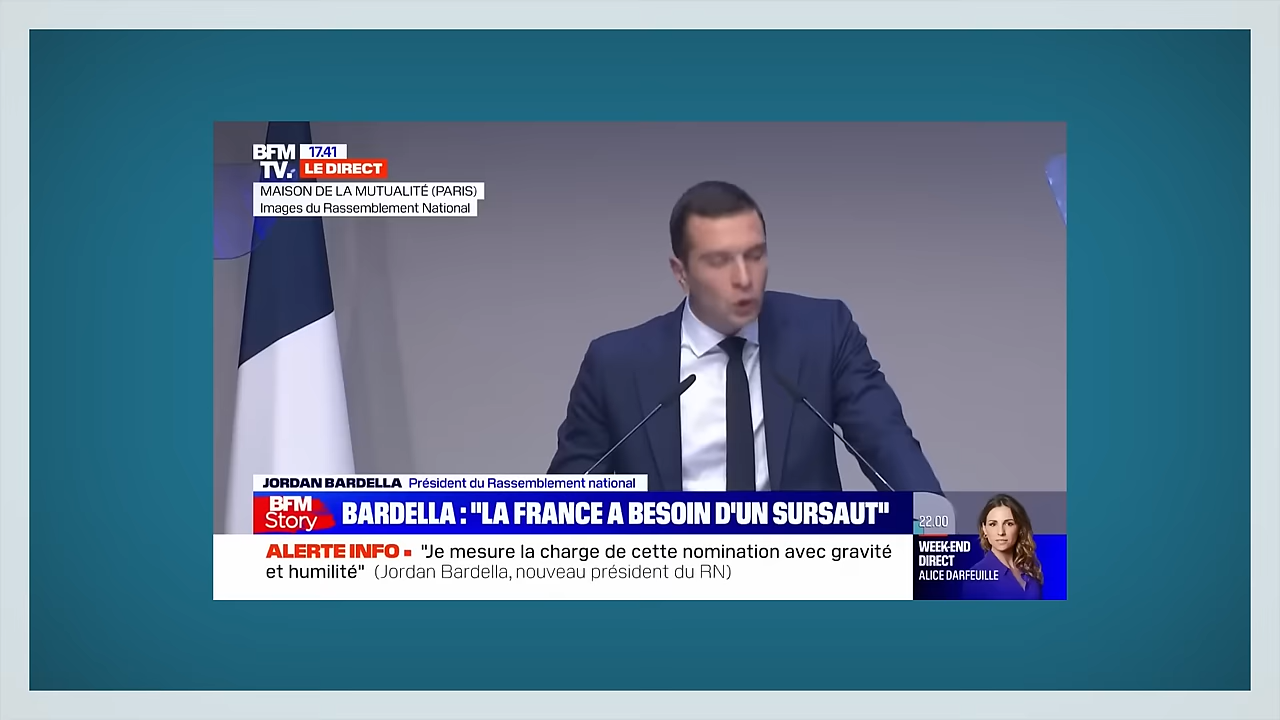 BFM 17.41
TV. LE DIRECT
MAISON DE LA MUTUALITÉ (PARIS)
Images du Rassemblement National
JORDAN BARDELLA Président du Rassemblement national
BFM
Story
BARDELLA : "LA FRANCE A BESOIN D'UN SURSAUT"
ALERTE INFO "Je mesure la charge de cette nomination avec gravité
et humilité" (Jordan Bardella, nouveau président du RN)
22.00
WEEK-END
DIRECT
ALICE DARFEUILLE